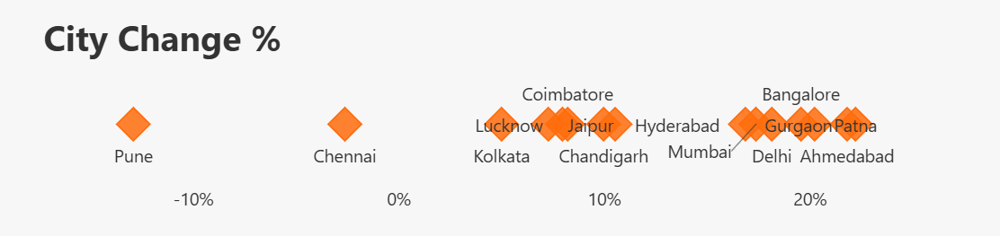 City Change %
Coimbatore Bangalore
Lucknow Jaipur Hyderabad Gurgaon Patna
Mumbai
Pune Chennai Kolkata Chandigarh Delhi Ahmedabad
-10% 0% 10% 20%